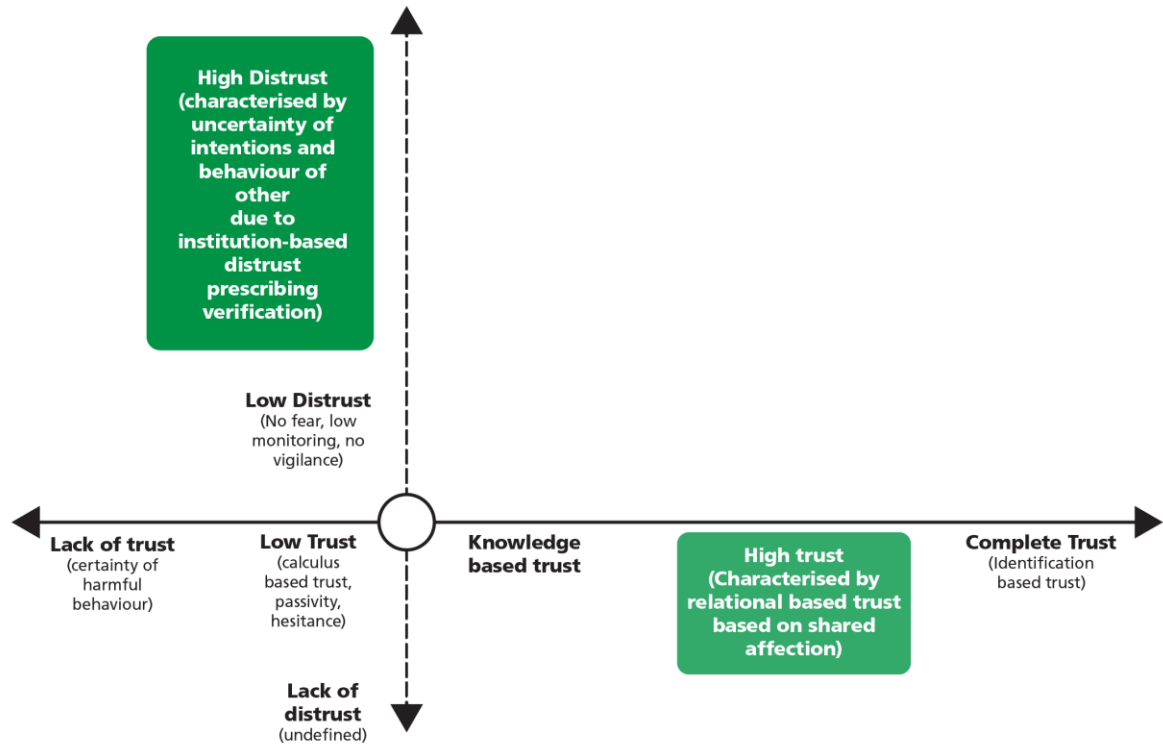 High Distrust
(characterised by
uncertainty of
intentions and
behaviour of
other
due to
institution-based
distrust
prescribing
verification)
Low Distrust
(No fear, low
monitoring, no
vigilance)
Lack of trust
(certainty of
harmful
behaviour)
Low Trust
(calculus
based trust,
passivity,
hesitance)
Knowledge
based trust
High trust
(Characterised by
relational based trust
based on shared
affection)
Complete Trust
(Identification
based trust)
Lack of
distrust
(undefined)